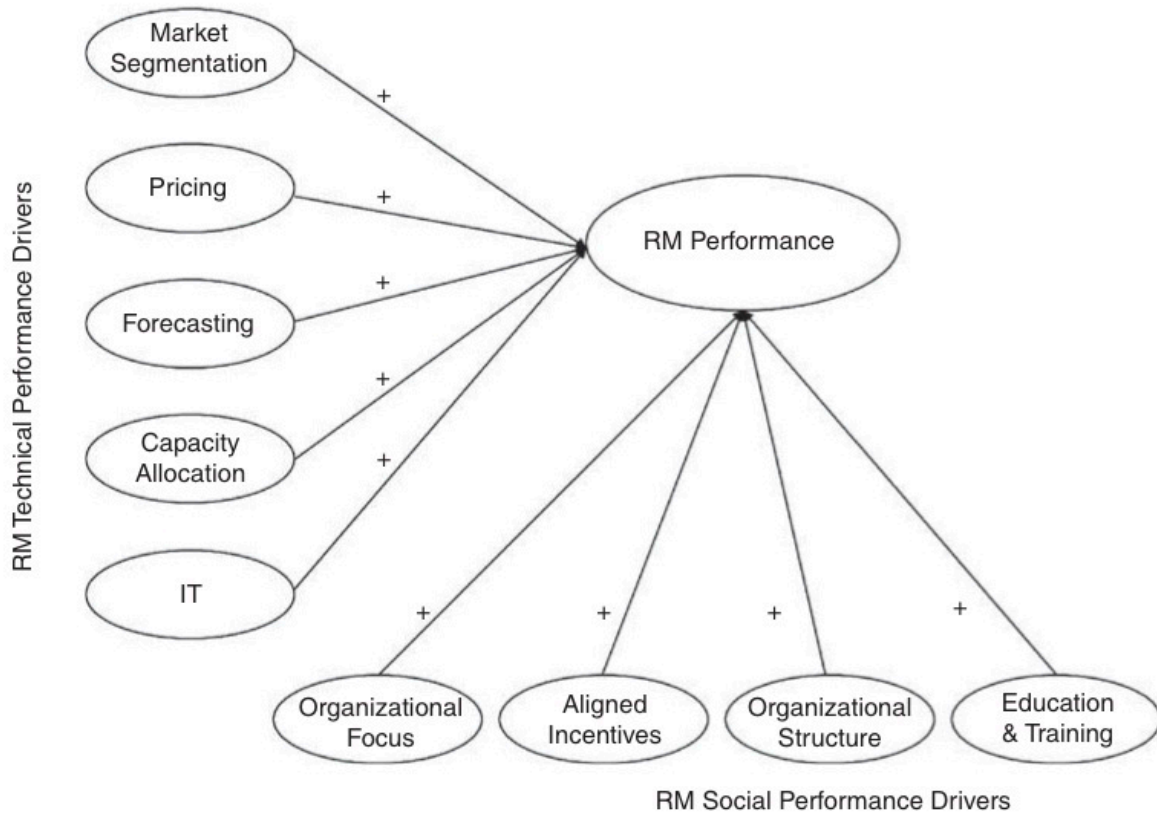 Market
Segmentation
+
Pricing
+
RM Performance
Forecasting
+
Capacity
Allocation
+
IT
+
RM Technical Performance Drivers
+
+
+
+
Organizational
Focus
Aligned
Incentives
Organizational
Structure
Education
& Training
RM Social Performance Drivers